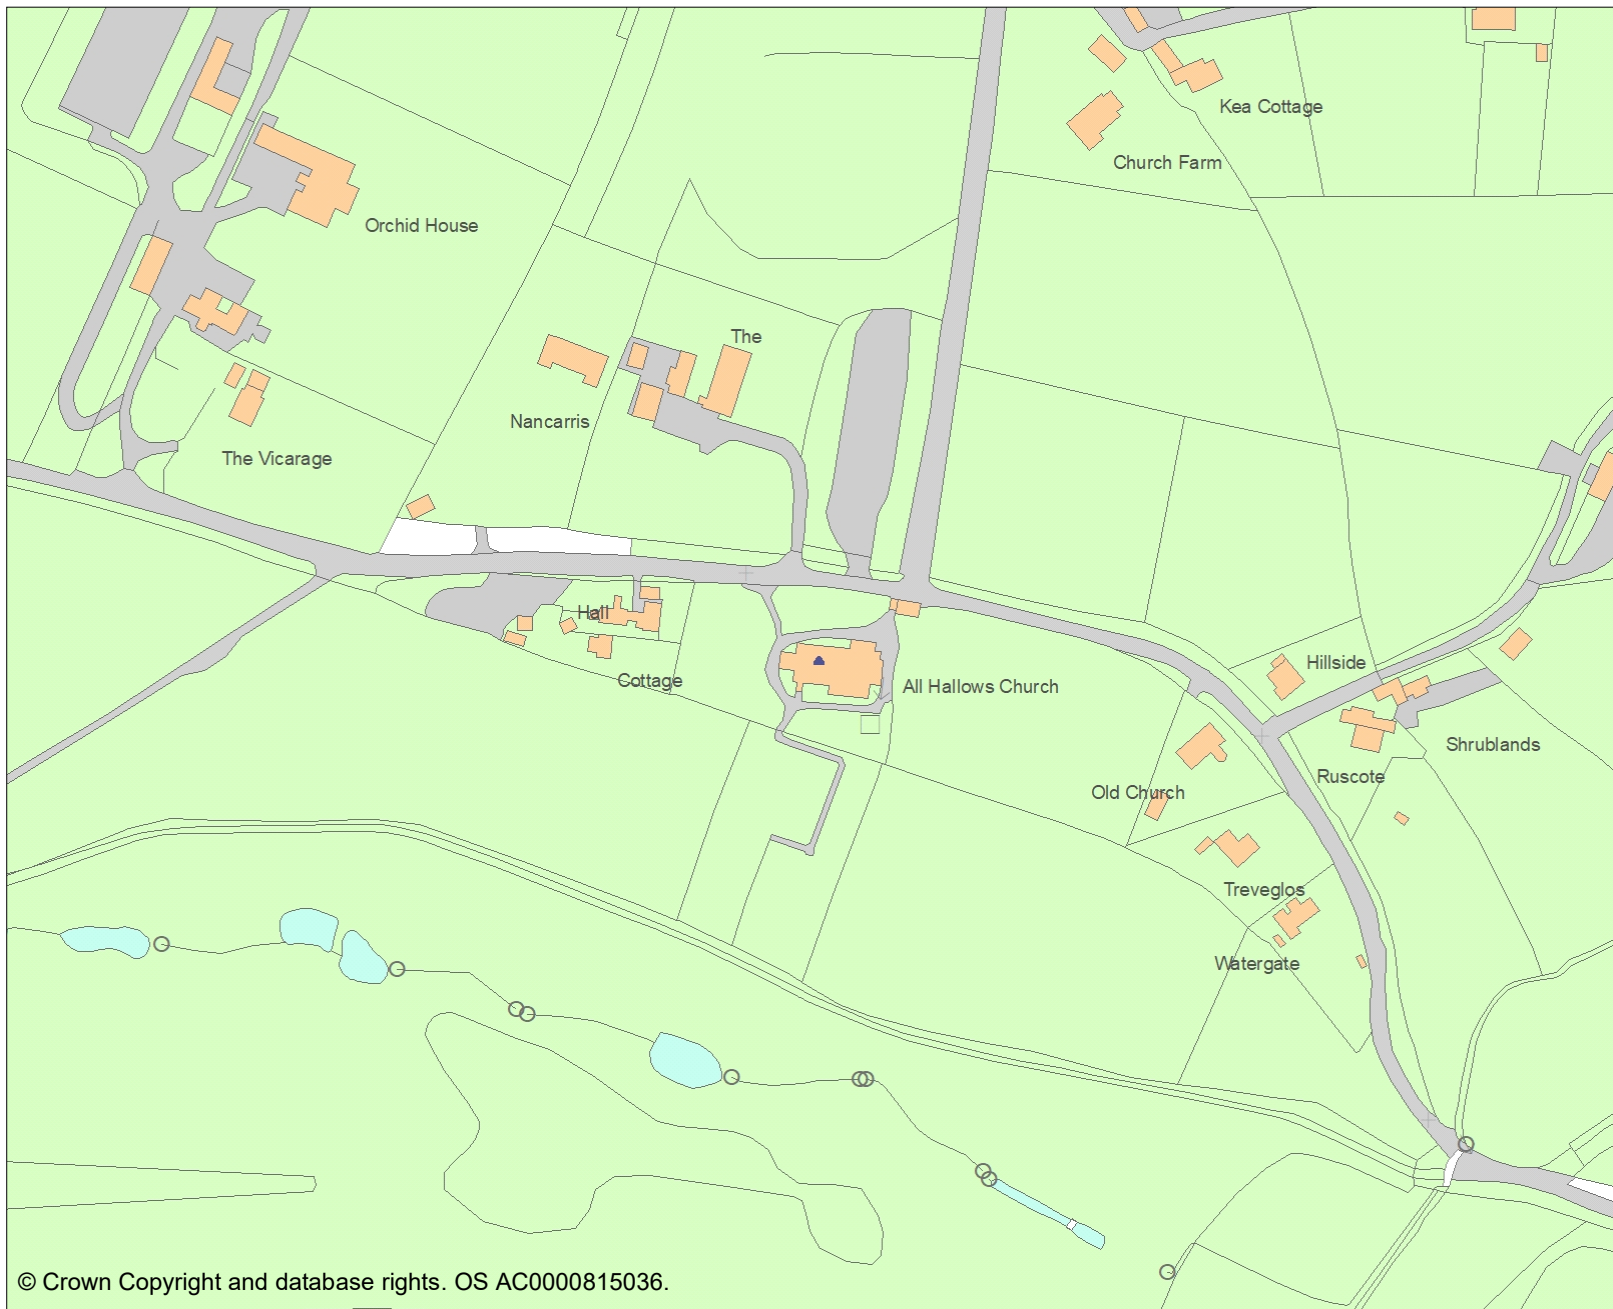 Kea Cottage
Church Farm
Orchid House
The
Nancarris
The Vicarage
Hall
Hillside
Cottage
All Hallows Church
Shrublands
Ruscote
Old Church
Treveglos
Watergate
© Crown Copyright and database rights. OS AC0000815036.